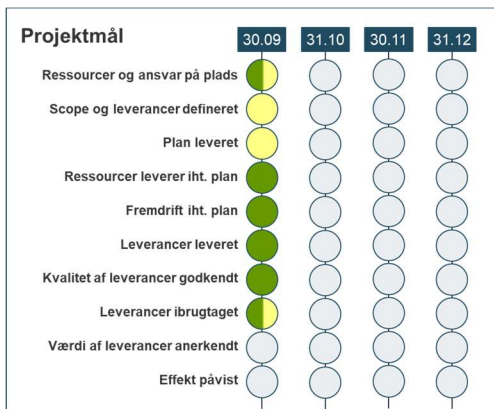 Projektmål
30.09 31.10 30.11 31.12
Ressourcer og ansvar på plads
Scope og leverancer defineret
Plan leveret
Ressourcer leverer iht. plan
Fremdrift iht. plan
Leverancer leveret
Kvalitet af leverancer godkendt
Leverancer ibrugtaget
Værdi af leverancer anerkendt
Effekt påvist